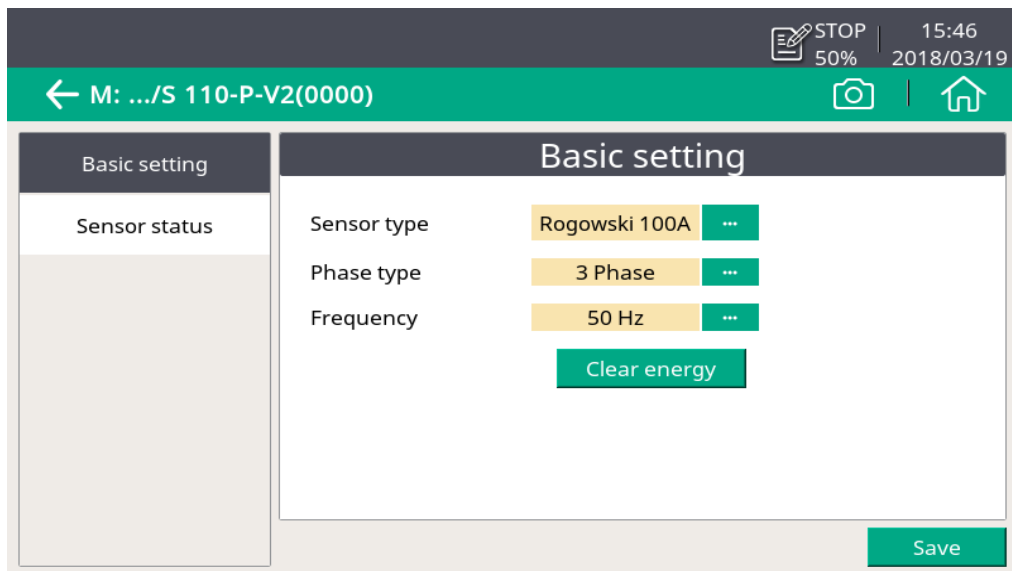 STOP 15:46
50% 2018/03/19
M: .../S 110-P-V2(0000)
Basic setting
Sensor status
Basic setting
Sensor type Rogowski 100A ...
Phase type 3 Phase ...
Frequency 50 Hz ...
Clear energy
Save